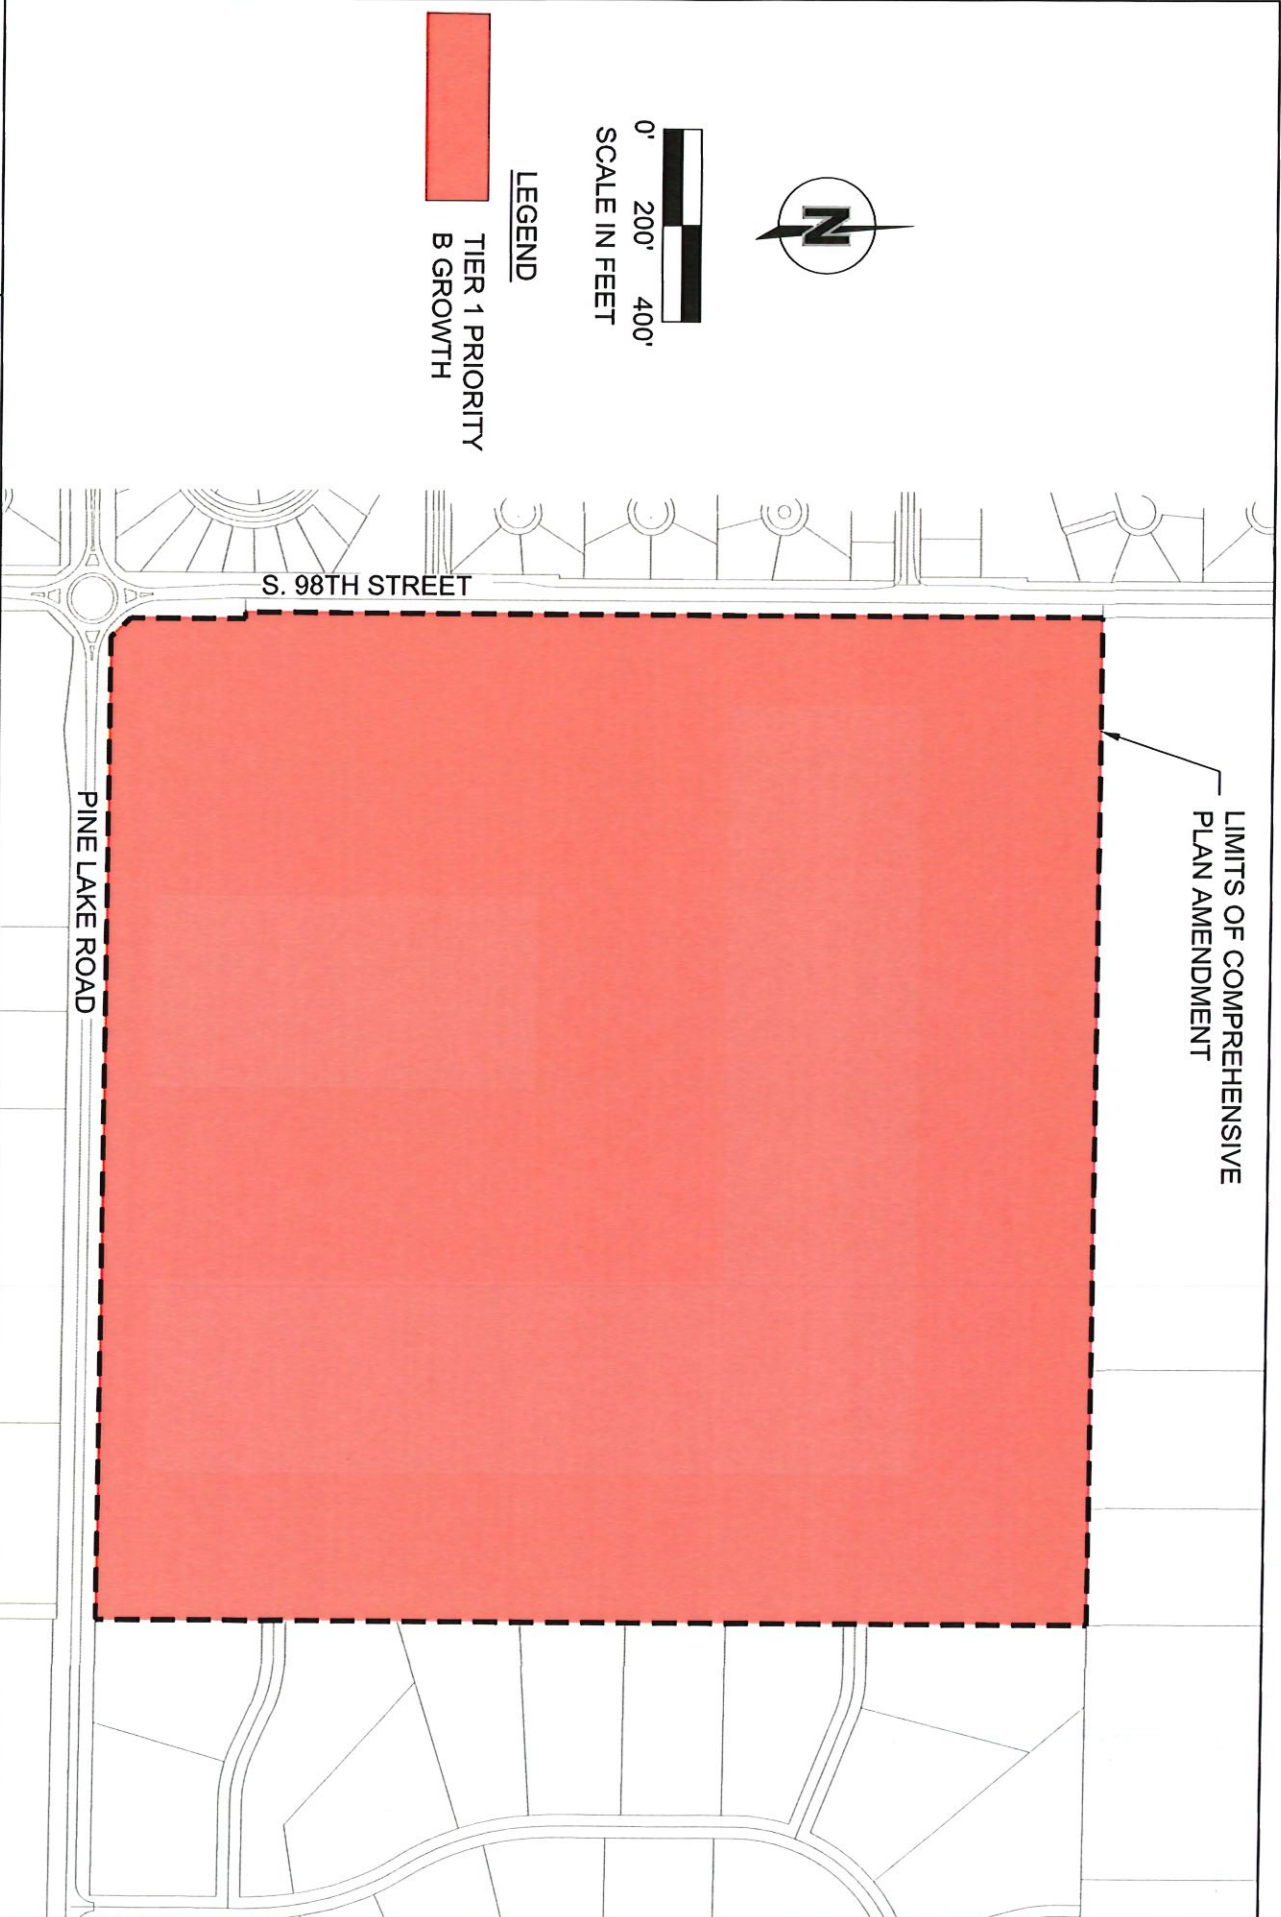 N
0' 200' 400'
SCALE IN FEET
LEGEND
TIER 1 PRIORITY
B GROWTH
S. 98TH STREET
PINE LAKE ROAD
LIMITS OF COMPREHENSIVE
PLAN AMENDMENT